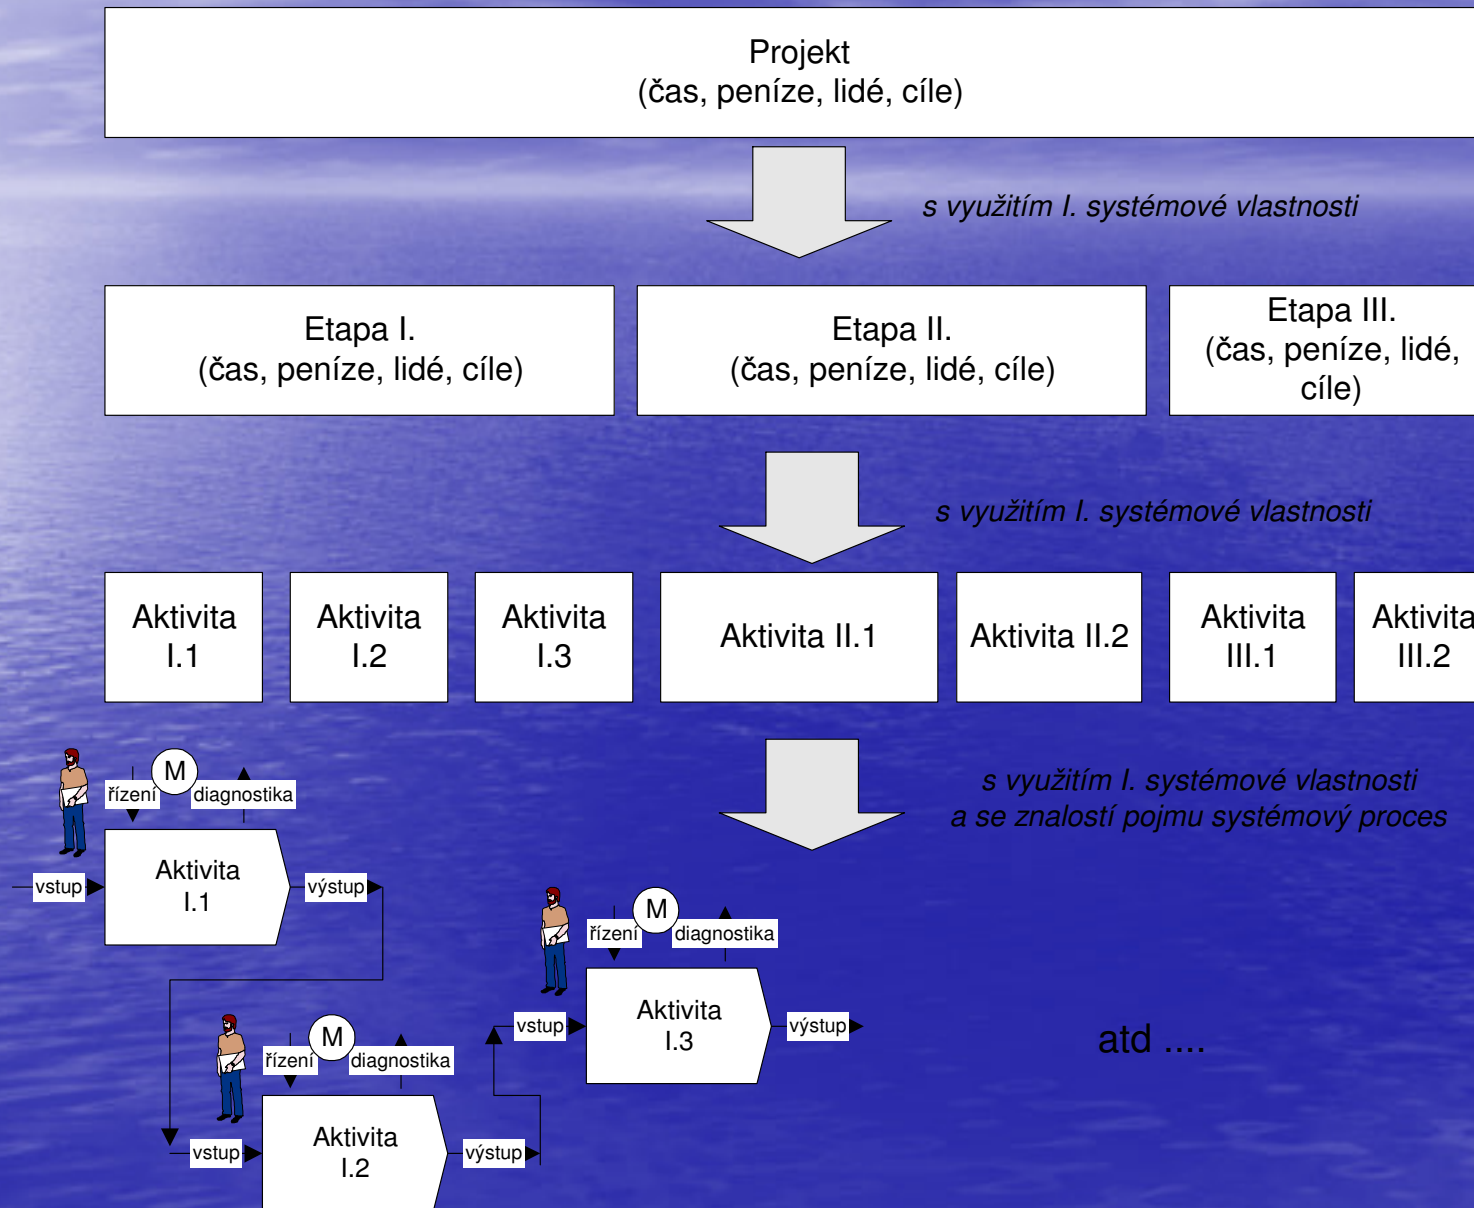 Projekt
(čas, peníze, lidé, cíle)
s využitím I. systémové vlastnosti
Etapa I.
(čas, peníze, lidé, cíle)
Etapa II.
(čas, peníze, lidé, cíle)
Etapa III.
(čas, peníze, lidé,
cíle)
s využitím I. systémové vlastnosti
Aktivita
I.1
Aktivita
I.2
Aktivita
I.3
Aktivita II.1
Aktivita II.2
Aktivita
III.1
Aktivita
III.2
s využitím I. systémové vlastnosti
a se znalostí pojmu systémový proces
M
řízení
diagnostika
vstup
Aktivita
I.1
výstup
M
řízení
diagnostika
vstup
Aktivita
I.3
výstup
atd ....
M
řízení
diagnostika
vstup
Aktivita
I.2
výstup